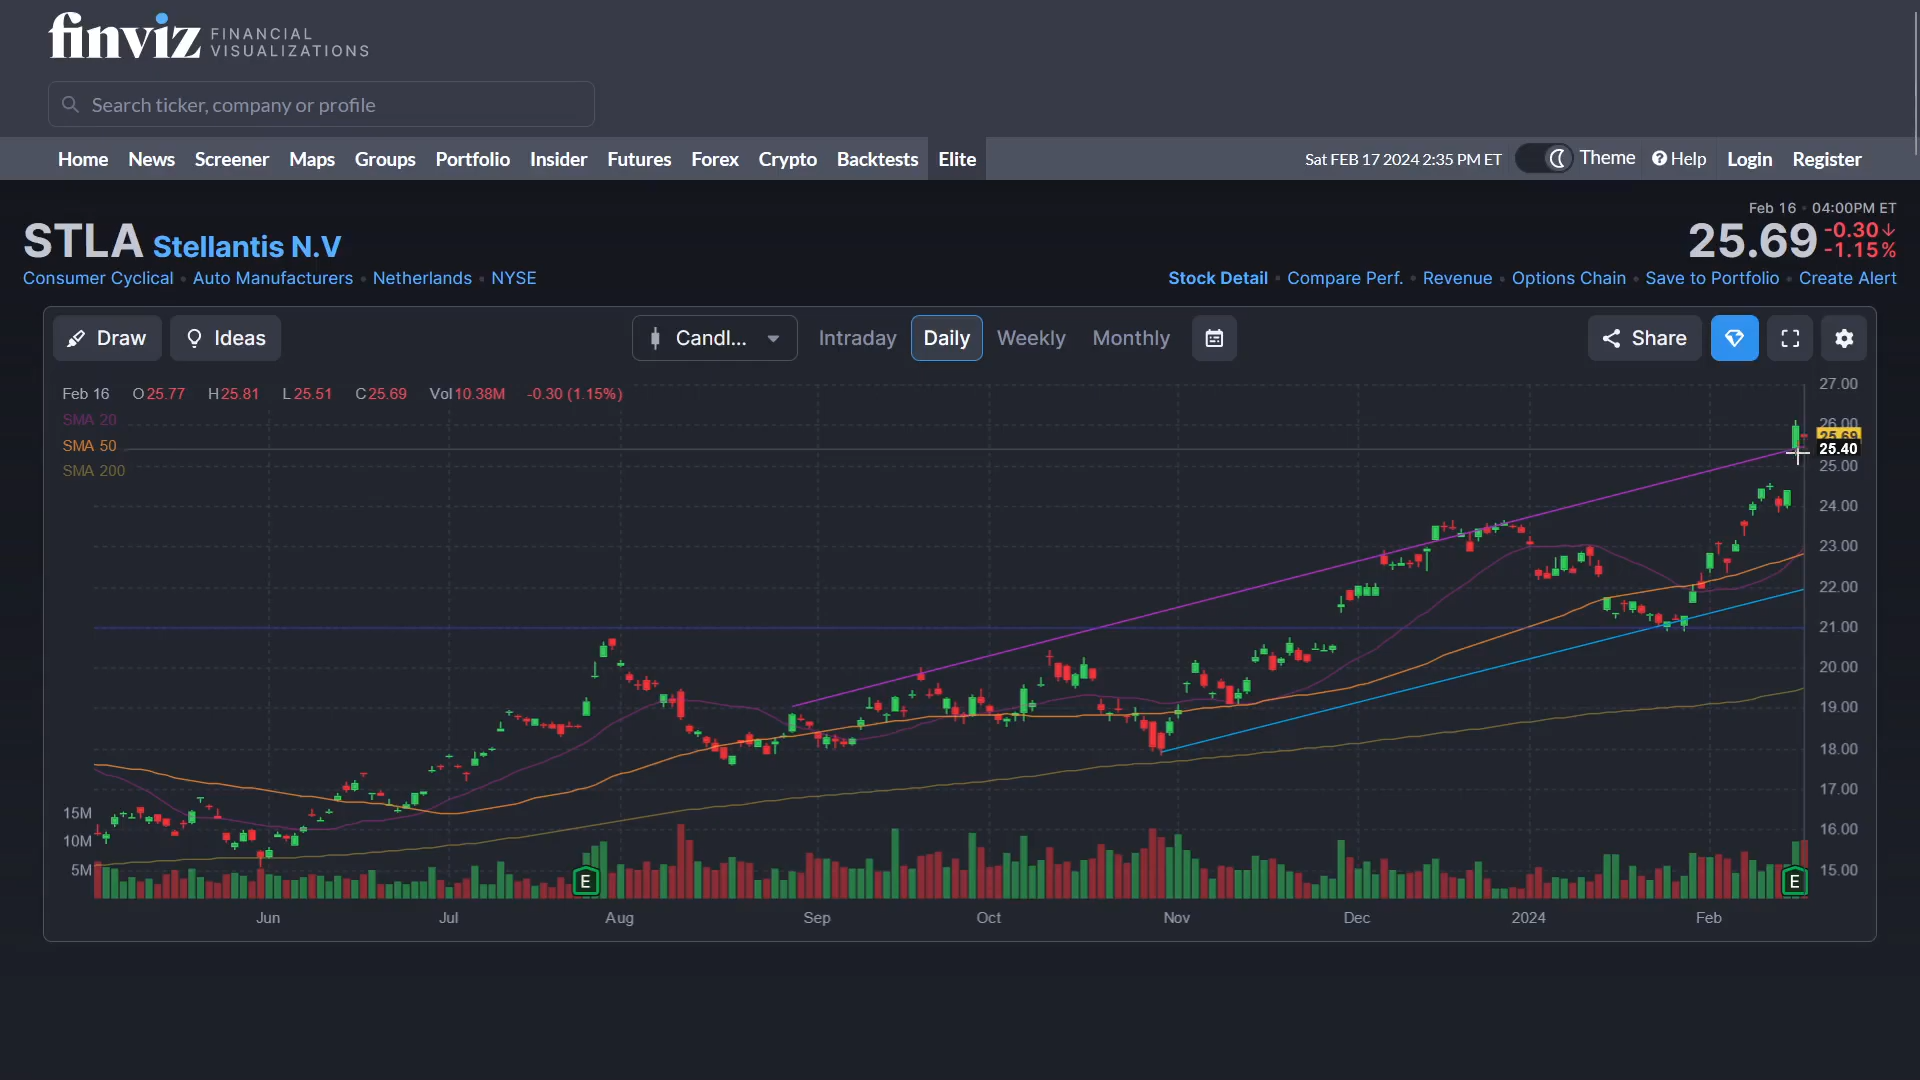 finviz FINANCIAL VISUALIZATIONS
Search ticker, company or profile
Home News Screener Maps Groups Portfolio Insider Futures Forex Crypto Backtests Elite Sat FEB 17 2024 2:35 PM ET Theme Help Login Register
Feb 16 • 04:00PM ET
STLA Stellantis N.V 25.69 -0.30↓ -1.15%
Consumer Cyclical • Auto Manufacturers • Netherlands • NYSE Stock Detail • Compare Perf. • Revenue • Options Chain • Save to Portfolio • Create Alert
Draw Ideas Candl... Intraday Daily Weekly Monthly Share
Feb 16 O25.77 H25.81 L25.51 C25.69 Vol10.38M -0.30 (1.15%)
SMA 20
SMA 50
SMA 200
27.00
26.00
25.69
25.40
25.00
24.00
23.00
22.00
21.00
20.00
19.00
18.00
17.00
16.00
15.00
15M
10M
5M
E E
Jun Jul Aug Sep Oct Nov Dec 2024 Feb